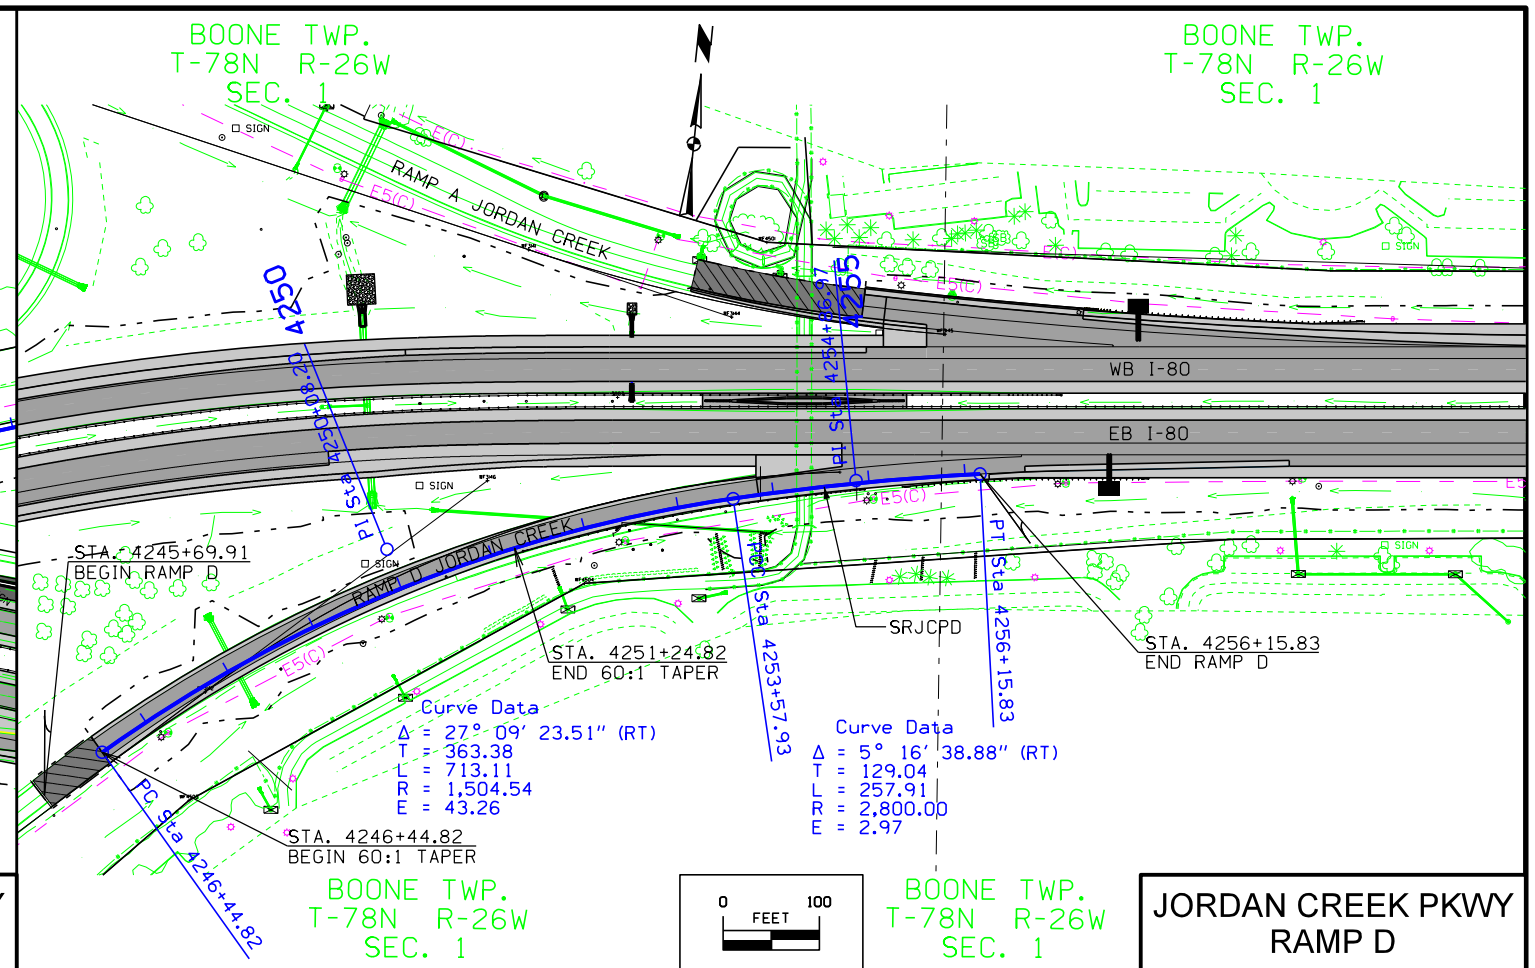 BOONE TWP.
T-78N R-26W
SEC. 1
BOONE TWP.
T-78N R-26W
SEC. 1
N
SIGN
E(C)
RAMP A JORDAN CREEK
E5(C)
E(C)
SIGN
E5(C)
4250
4255
PI Sta 4250+08.20
PI Sta 4254+86.97
WB I-80
EB I-80
SIGN
E5(C)
E5
STA. 4245+69.91
BEGIN RAMP D
SIGN
RAMP D JORDAN CREEK
SIGN
E5(C)
STA. 4251+24.82
END 60:1 TAPER
PCC Sta 4253+57.93
SRJCPD
PT Sta 4256+15.83
STA. 4256+15.83
END RAMP D
Curve Data
Δ = 27° 09' 23.51" (RT)
T = 363.38
L = 713.11
R = 1,504.54
E = 43.26
Curve Data
Δ = 5° 16' 38.88" (RT)
T = 129.04
L = 257.91
R = 2,800.00
E = 2.97
PC Sta 4246+44.82
STA. 4246+44.82
BEGIN 60:1 TAPER
BOONE TWP.
T-78N R-26W
SEC. 1
0 100
FEET
BOONE TWP.
T-78N R-26W
SEC. 1
JORDAN CREEK PKWY
RAMP D